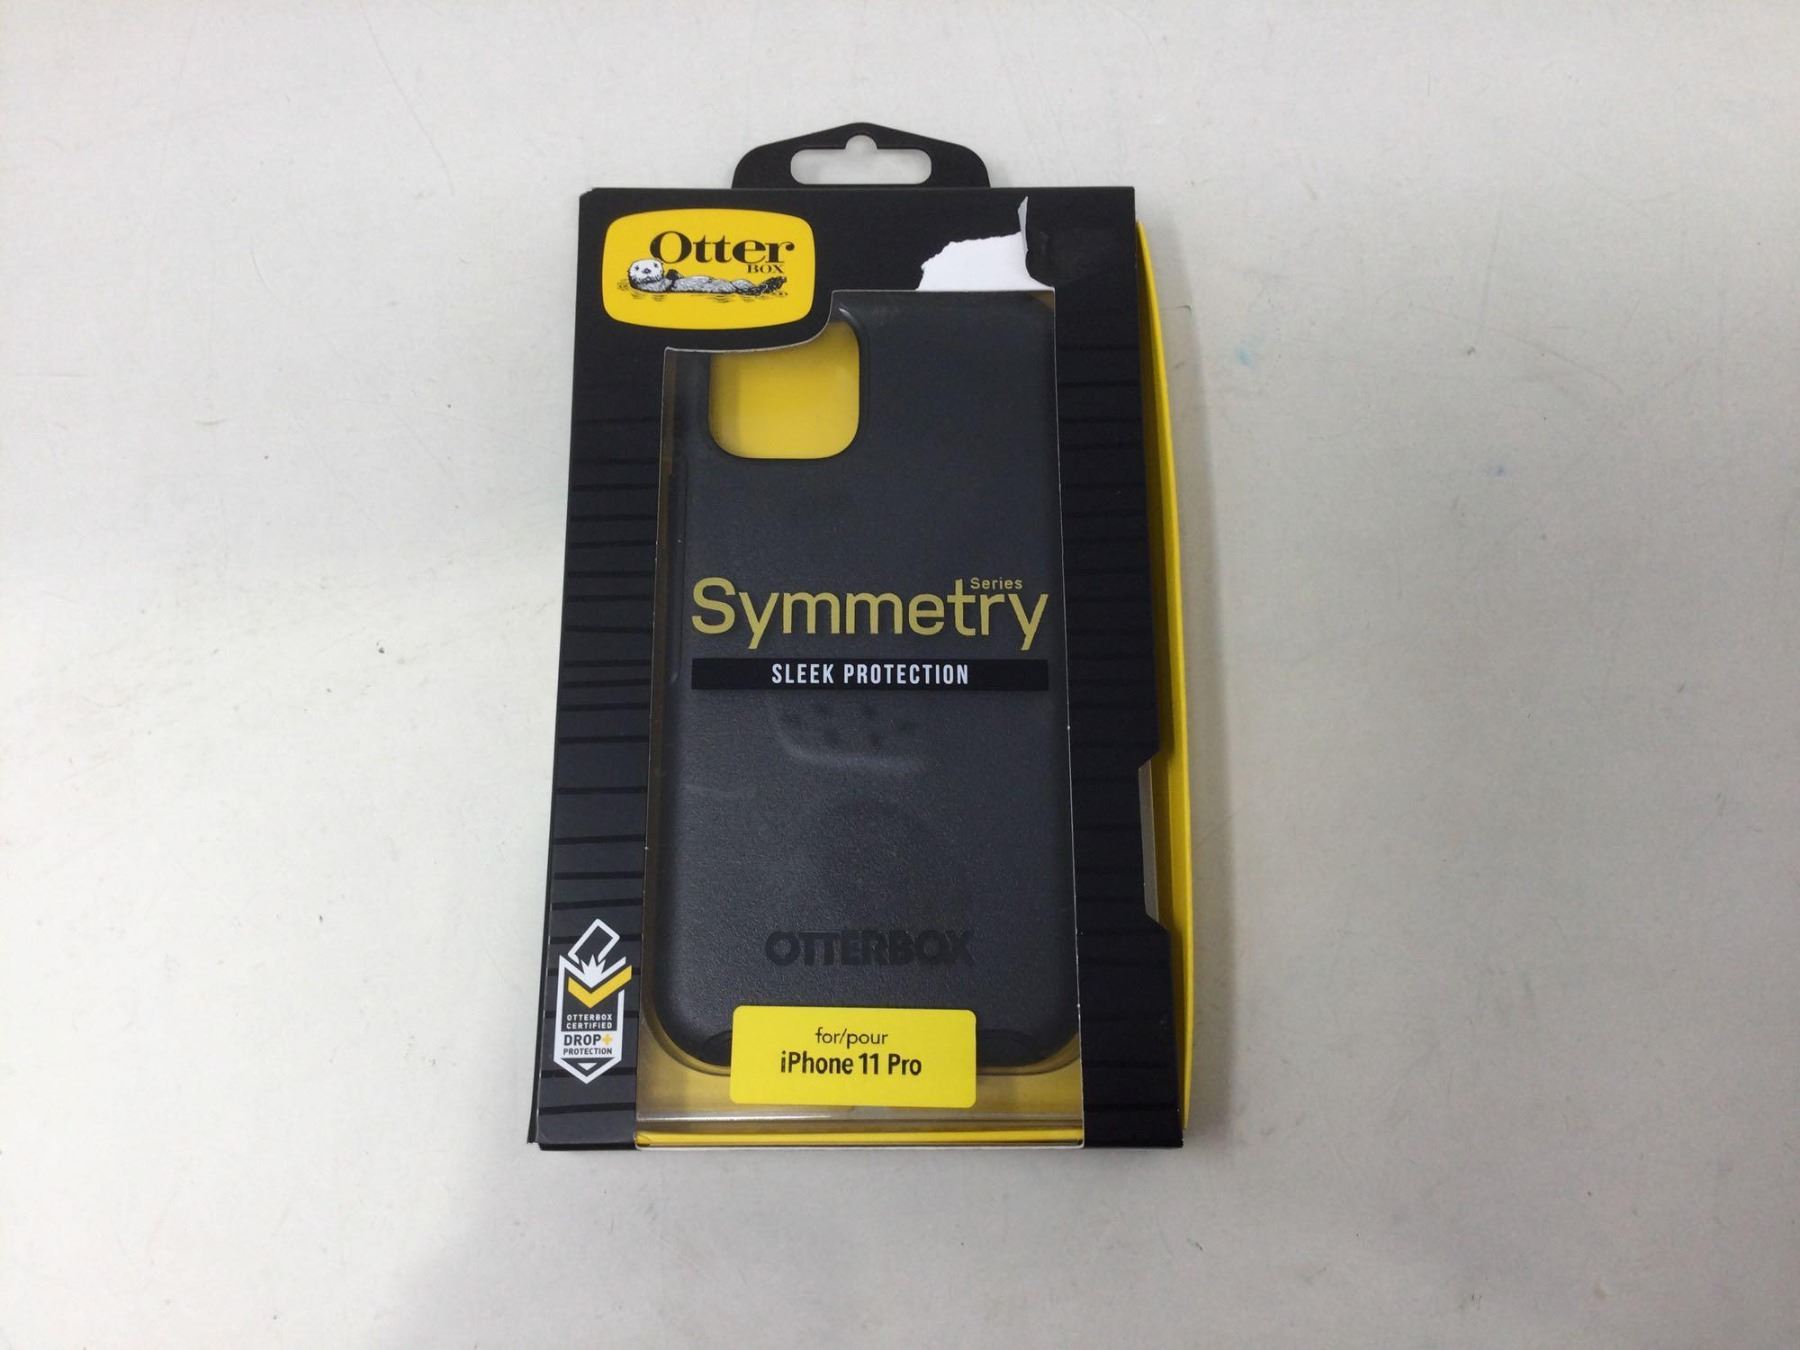 Otter
BOX
Series
Symmetry
SLEEK PROTECTION
OTTERBOX
OTTERBOX
CERTIFIED
DROP+
PROTECTION
for/pour
iPhone 11 Pro